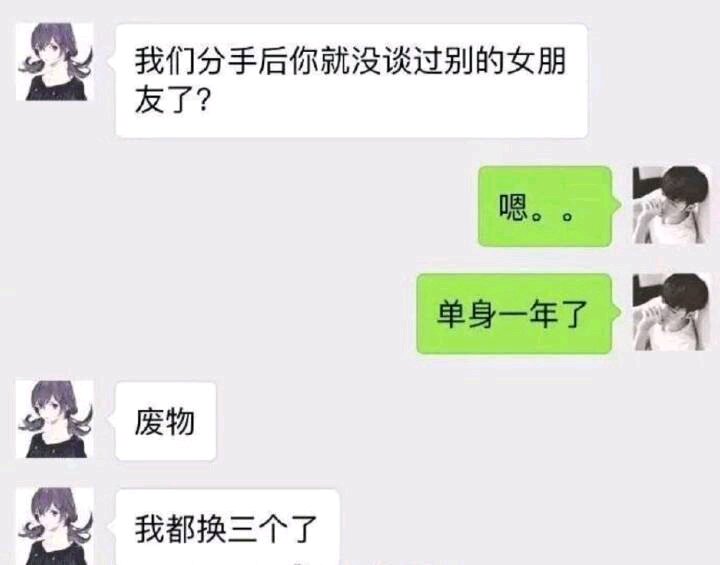 我们分手后你就没谈过别的女朋
友了?
嗯。。
单身一年了
废物
我都换三个了